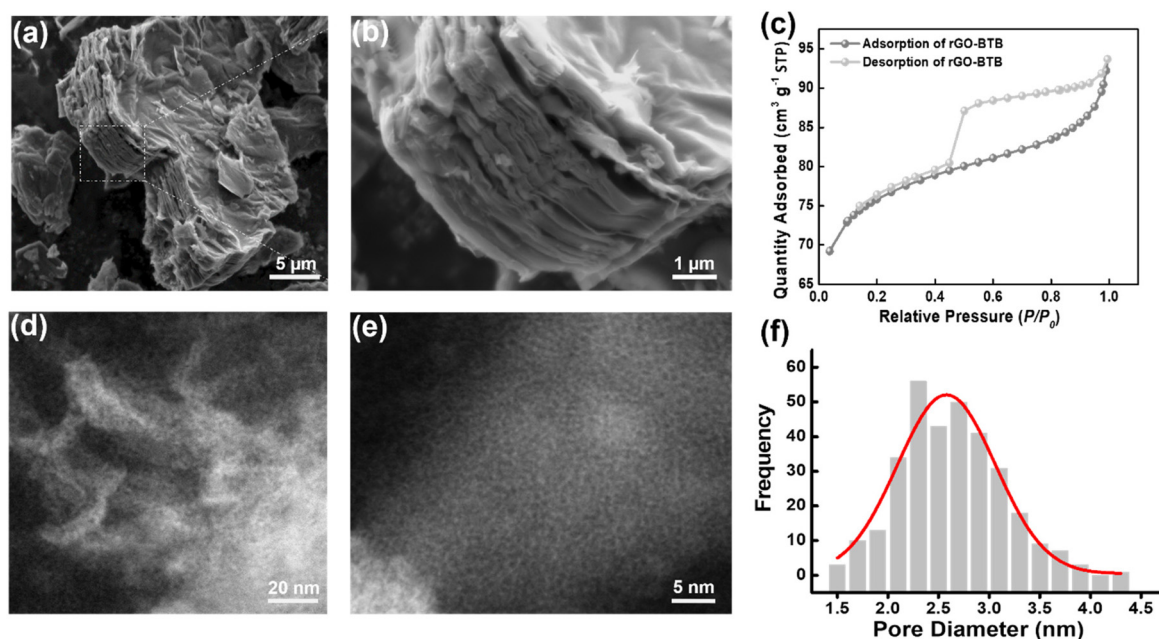 (a)
5 µm
(b)
1 µm
(c)
Adsorption of rGO-BTB
Desorption of rGO-BTB
Quantity Adsorbed (cm³ g⁻¹ STP)
95
90
85
80
75
70
65
0.0 0.2 0.4 0.6 0.8 1.0
Relative Pressure (P/P₀)
(d)
20 nm
(e)
5 nm
(f)
Frequency
60
50
40
30
20
10
0
1.5 2.0 2.5 3.0 3.5 4.0 4.5
Pore Diameter (nm)